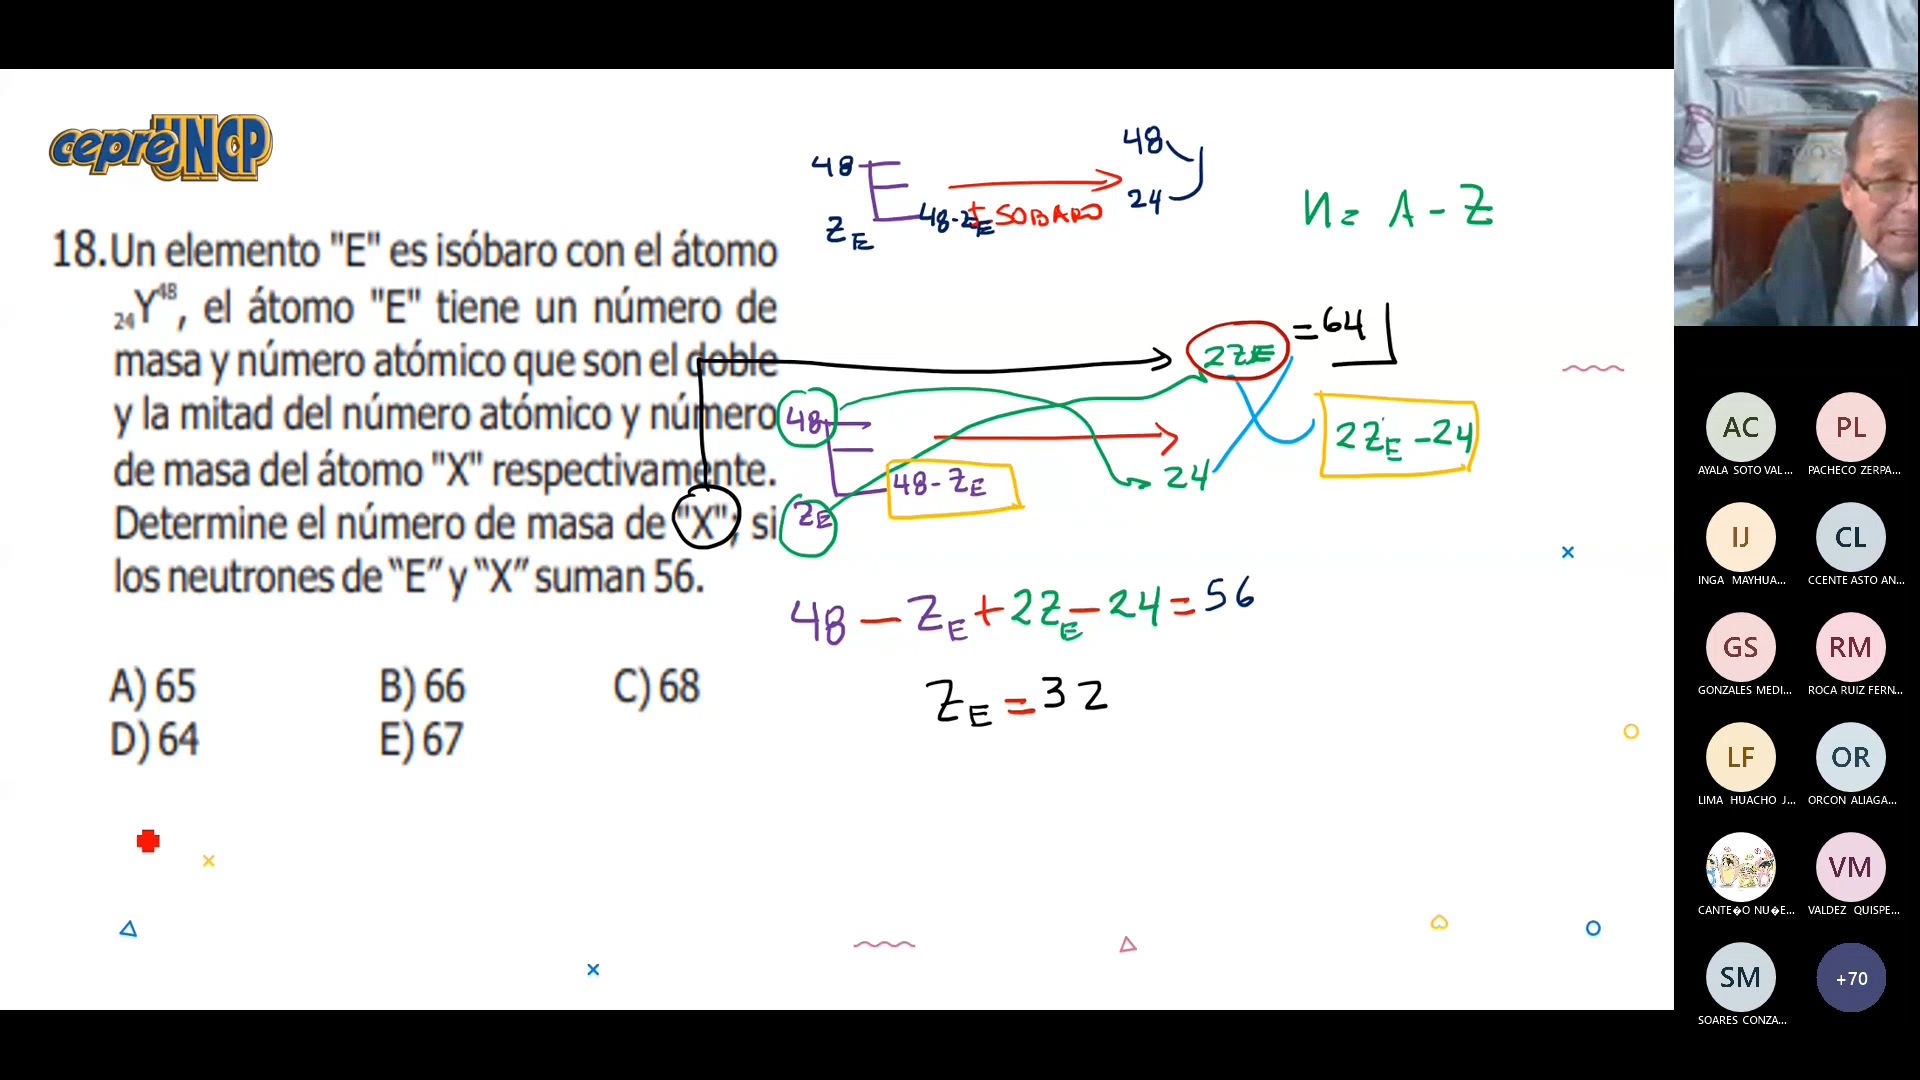 cepreUNCP
18.Un elemento "E" es isóbaro con el átomo
24Y48, el átomo "E" tiene un número de
masa y número atómico que son el doble
y la mitad del número atómico y número
de masa del átomo "X" respectivamente.
Determine el número de masa de "X"; si
los neutrones de “E” y “X” suman 56.
A) 65 B) 66 C) 68
D) 64 E) 67
48 E ZE 48-ZE
ISOBARO
48 Y 24
N = A - Z
2ZE = 64
48 E ZE
48 - ZE
24
2ZE - 24
48 - ZE + 2ZE - 24 = 56
ZE = 32
AC PL
AYALA SOTO VAL... PACHECO ZERPA...
IJ CL
INGA MAYHUA... CCENTE ASTO AN...
GS RM
GONZALES MEDI... ROCA RUIZ FERN...
LF OR
LIMA HUACHO J... ORCON ALIAGA...
VM
CANTE�O NU�E... VALDEZ QUISPE...
SM +70
SOARES CONZA...